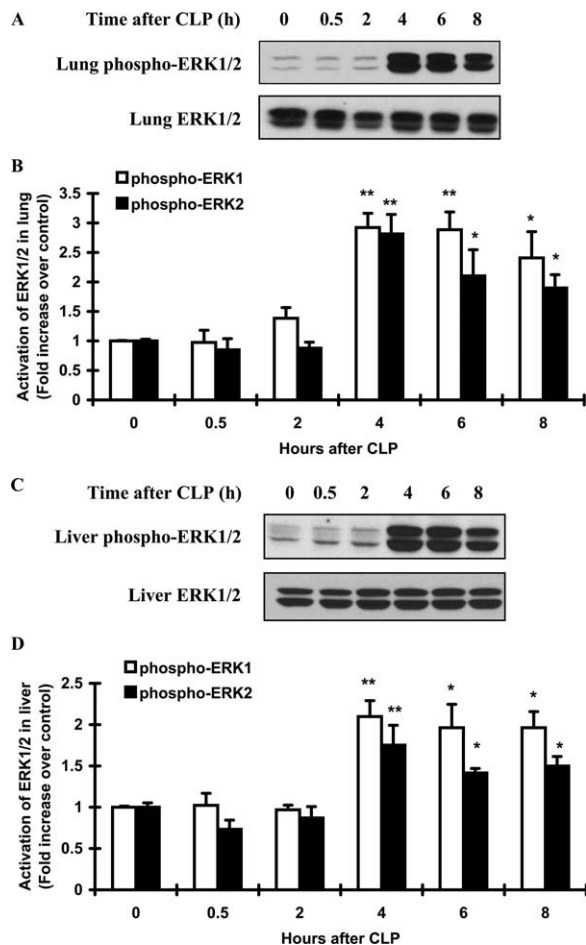 A
Time after CLP (h) 0 0.5 2 4 6 8
Lung phospho-ERK1/2
Lung ERK1/2
B
phospho-ERK1
phospho-ERK2
Activation of ERK1/2 in lung
(Fold increase over control)
3.5
3
2.5
2
1.5
1
0.5
0
** ** ** * * *
0 0.5 2 4 6 8
Hours after CLP
C
Time after CLP (h) 0 0.5 2 4 6 8
Liver phospho-ERK1/2
Liver ERK1/2
D
phospho-ERK1
phospho-ERK2
Activation of ERK1/2 in liver
(Fold increase over control)
2.5
2
1.5
1
0.5
0
** ** * * * *
0 0.5 2 4 6 8
Hours after CLP